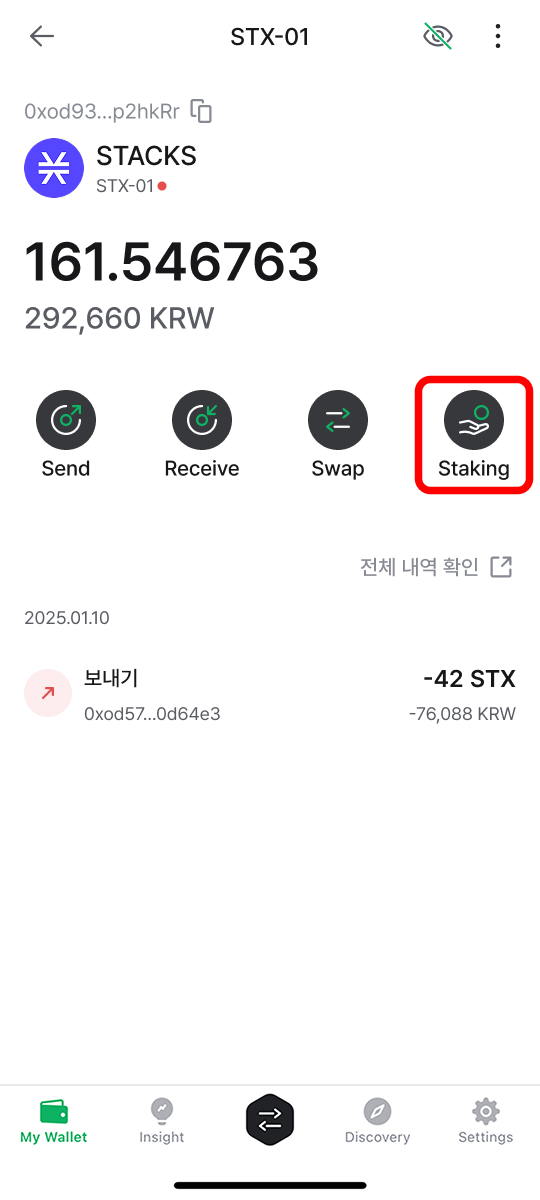 STX-01
0xod93...p2hkRr
STACKS
STX-01
161.546763
292,660 KRW
Send Receive Swap Staking
전체 내역 확인
2025.01.10
보내기 -42 STX
0xod57...0d64e3 -76,088 KRW
My Wallet Insight Discovery Settings